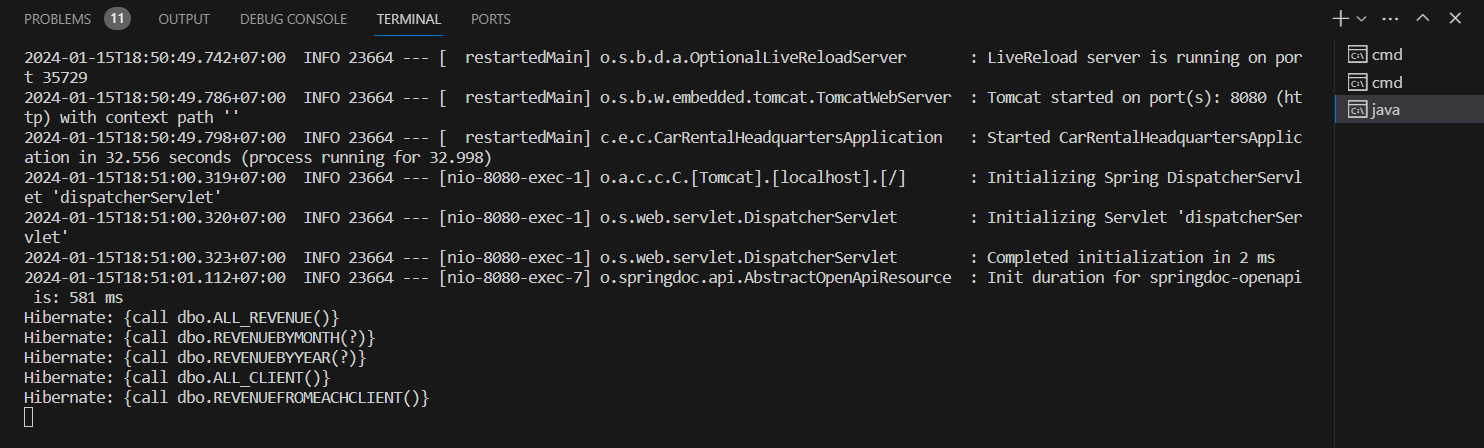 PROBLEMS 11 OUTPUT DEBUG CONSOLE TERMINAL PORTS
2024-01-15T18:50:49.742+07:00  INFO 23664 --- [  restartedMain] o.s.b.d.a.OptionalLiveReloadServer       : LiveReload server is running on por
t 35729
2024-01-15T18:50:49.786+07:00  INFO 23664 --- [  restartedMain] o.s.b.w.embedded.tomcat.TomcatWebServer  : Tomcat started on port(s): 8080 (ht
tp) with context path ''
2024-01-15T18:50:49.798+07:00  INFO 23664 --- [  restartedMain] c.e.c.CarRentalHeadquartersApplication   : Started CarRentalHeadquartersApplic
ation in 32.556 seconds (process running for 32.998)
2024-01-15T18:51:00.319+07:00  INFO 23664 --- [nio-8080-exec-1] o.a.c.c.C.[Tomcat].[localhost].[/]       : Initializing Spring DispatcherServl
et 'dispatcherServlet'
2024-01-15T18:51:00.320+07:00  INFO 23664 --- [nio-8080-exec-1] o.s.web.servlet.DispatcherServlet        : Initializing Servlet 'dispatcherSer
vlet'
2024-01-15T18:51:00.323+07:00  INFO 23664 --- [nio-8080-exec-1] o.s.web.servlet.DispatcherServlet        : Completed initialization in 2 ms
2024-01-15T18:51:01.112+07:00  INFO 23664 --- [nio-8080-exec-7] o.springdoc.api.AbstractOpenApiResource  : Init duration for springdoc-openapi
 is: 581 ms
Hibernate: {call dbo.ALL_REVENUE()}
Hibernate: {call dbo.REVENUEBYMONTH(?)}
Hibernate: {call dbo.REVENUEBYYEAR(?)}
Hibernate: {call dbo.ALL_CLIENT()}
Hibernate: {call dbo.REVENUEFROMEACHCLIENT()}
cmd
cmd
java